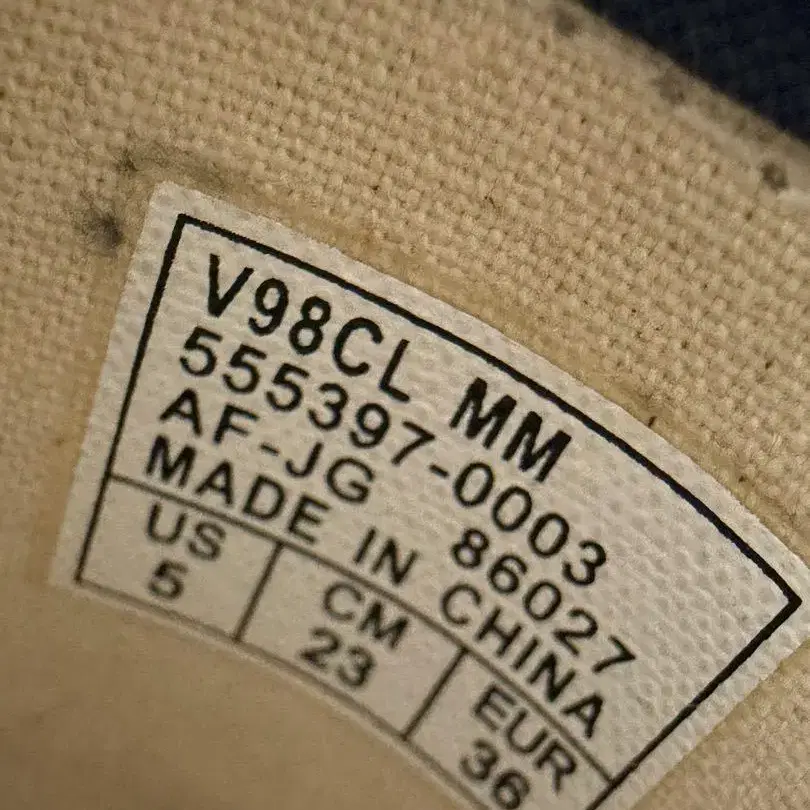 V98CL MM
555397-0003
AF-JG 86027
MADE IN CHINA
US CM EUR
5 23 36